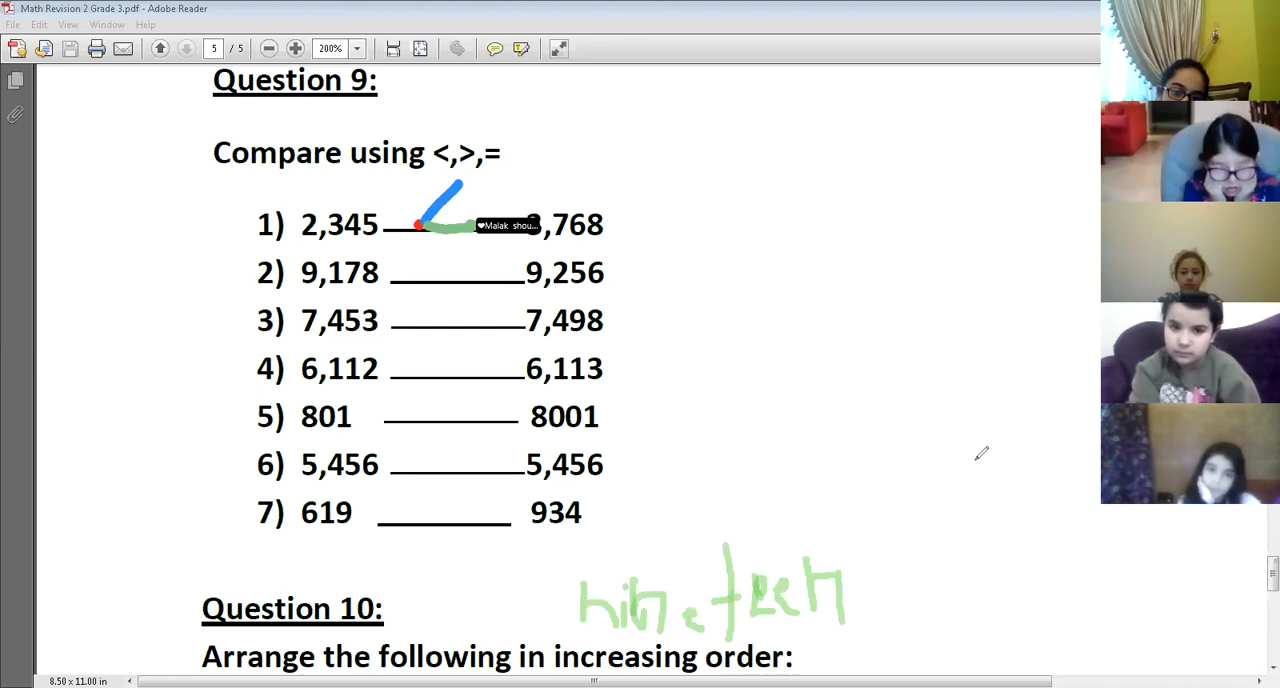 Math Revision 2 Grade 3.pdf - Adobe Reader
File Edit View Window Help
5 / 5 200%
Question 9:
Compare using <,>,=
1) 2,345 ,768
❤Malak shou...
2) 9,178 9,256
3) 7,453 7,498
4) 6,112 6,113
5) 801 8001
6) 5,456 5,456
7) 619 934
nineteen
Question 10:
Arrange the following in increasing order:
8.50 x 11.00 in